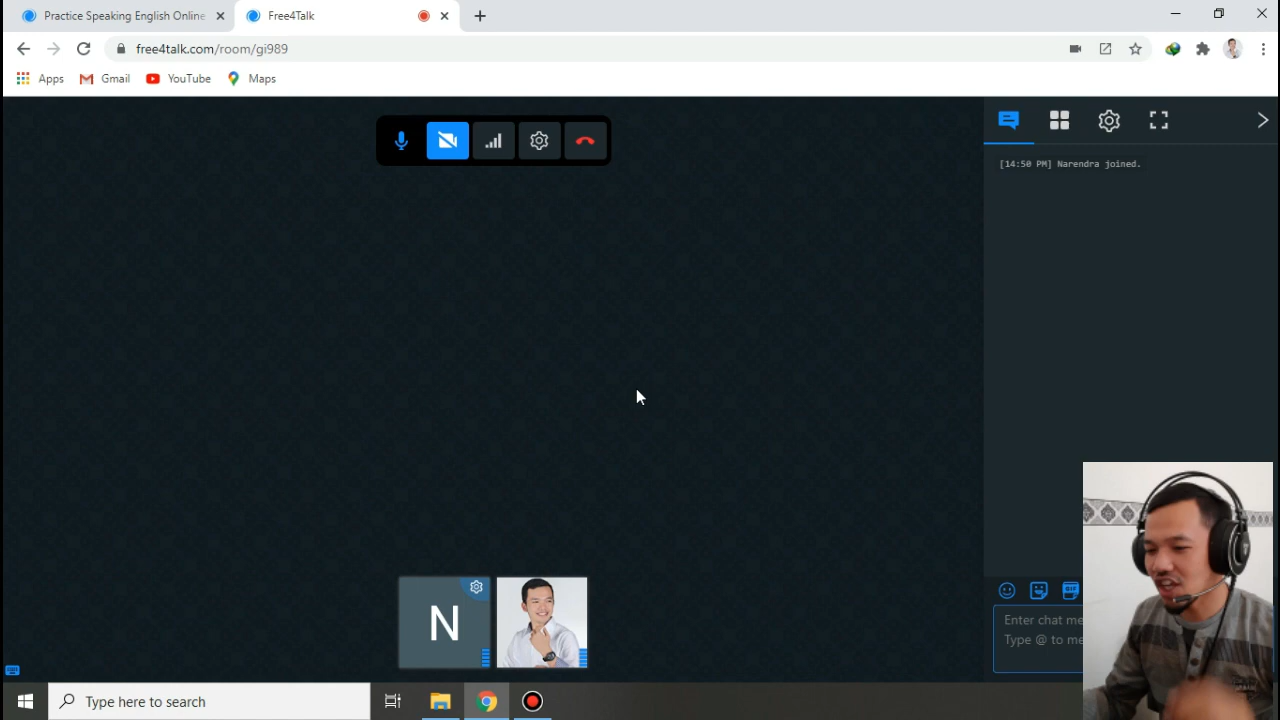 Practice Speaking English Online
Free4Talk
free4talk.com/room/gi989
Apps
Gmail
YouTube
Maps
[14:50 PM] Narendra joined.
N
GIF
Enter chat me
Type @ to me
Type here to search